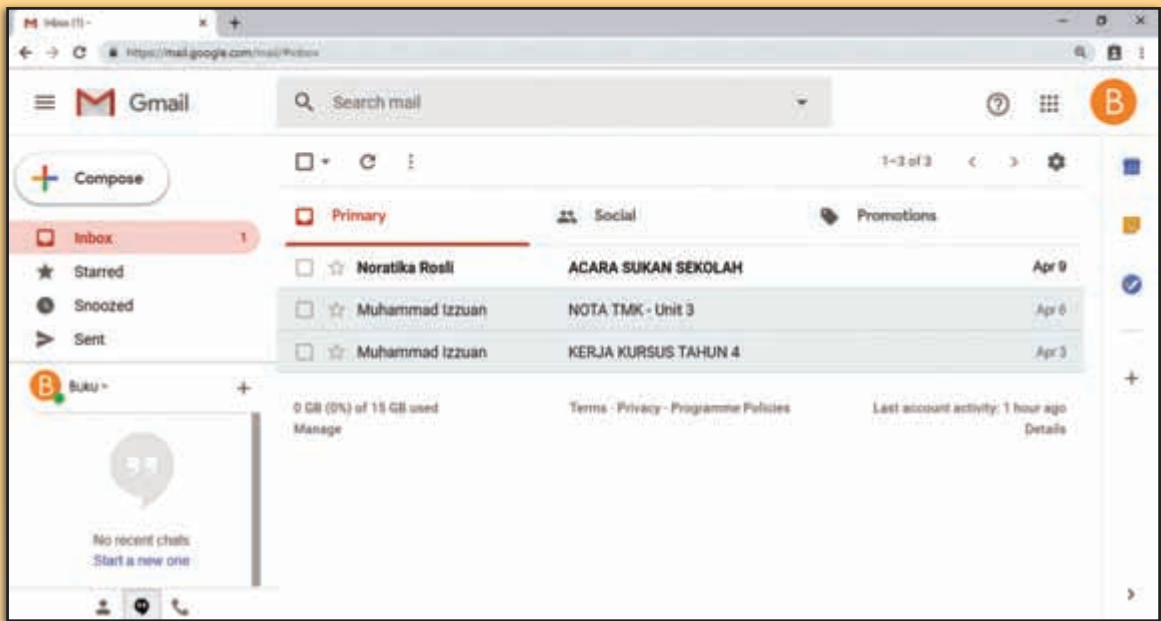 Inbox (1) -
https://mail.google.com/mail/#inbox
Gmail
Search mail
B
Compose
1-3 of 3
Primary
Social
Promotions
Inbox 1
Starred
Snoozed
Sent
Noratika Rosli ACARA SUKAN SEKOLAH Apr 9
Muhammad Izzuan NOTA TMK - Unit 3 Apr 6
Muhammad Izzuan KERJA KURSUS TAHUN 4 Apr 3
B Buku
0 GB (0%) of 15 GB used
Manage
Terms - Privacy - Programme Policies
Last account activity: 1 hour ago
Details
No recent chats
Start a new one